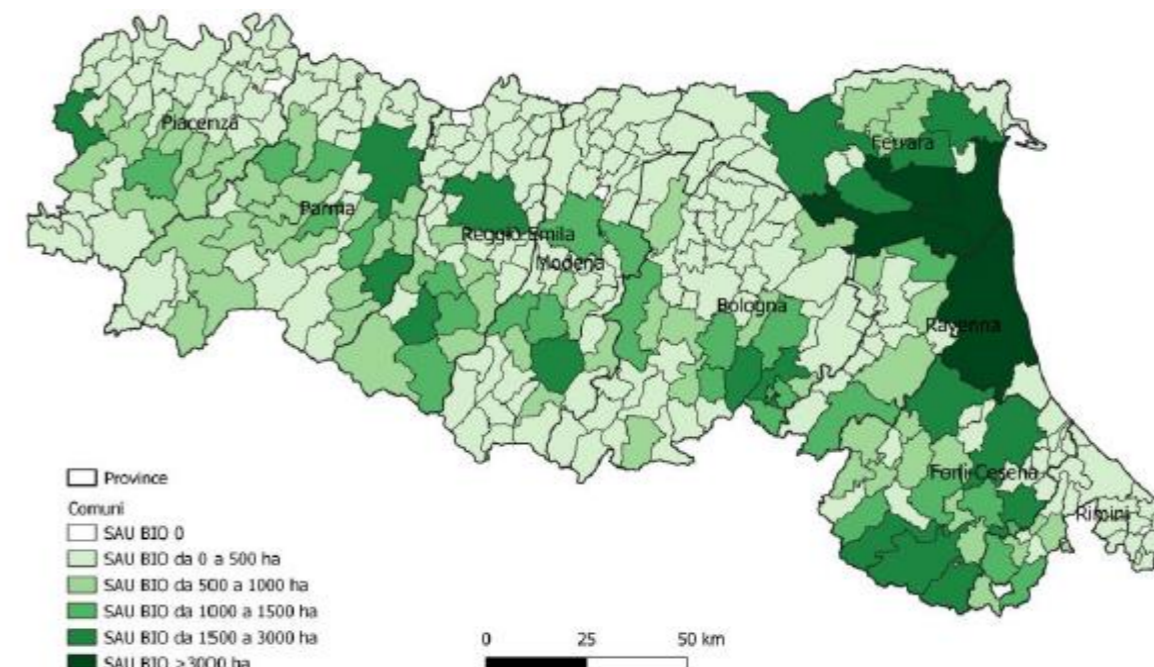 Piacenza
Ferrara
Parma
Reggio Emilia
Modena
Bologna
Ravenna
Forlì-Cesena
Rimini
Province
Comuni
SAU BIO 0
SAU BIO da 0 a 500 ha
SAU BIO da 500 a 1000 ha
SAU BIO da 1000 a 1500 ha
SAU BIO da 1500 a 3000 ha
SAU BIO >3000 ha
0 25 50 km